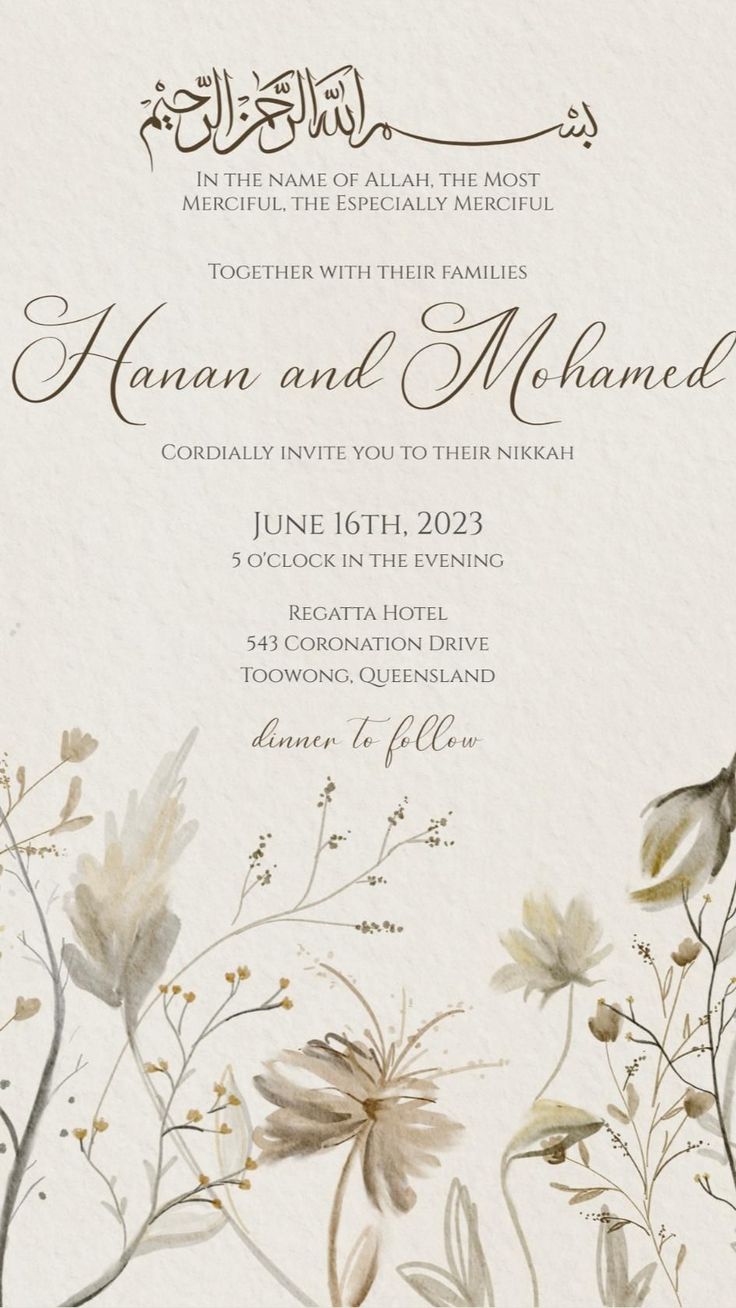 بسم الله الرحمن الرحيم
In the name of Allah, the Most
Merciful, the Especially Merciful
Together with their families
Hanan and Mohamed
Cordially invite you to their nikkah
June 16th, 2023
5 o'clock in the evening
Regatta Hotel
543 Coronation Drive
Toowong, Queensland
dinner to follow